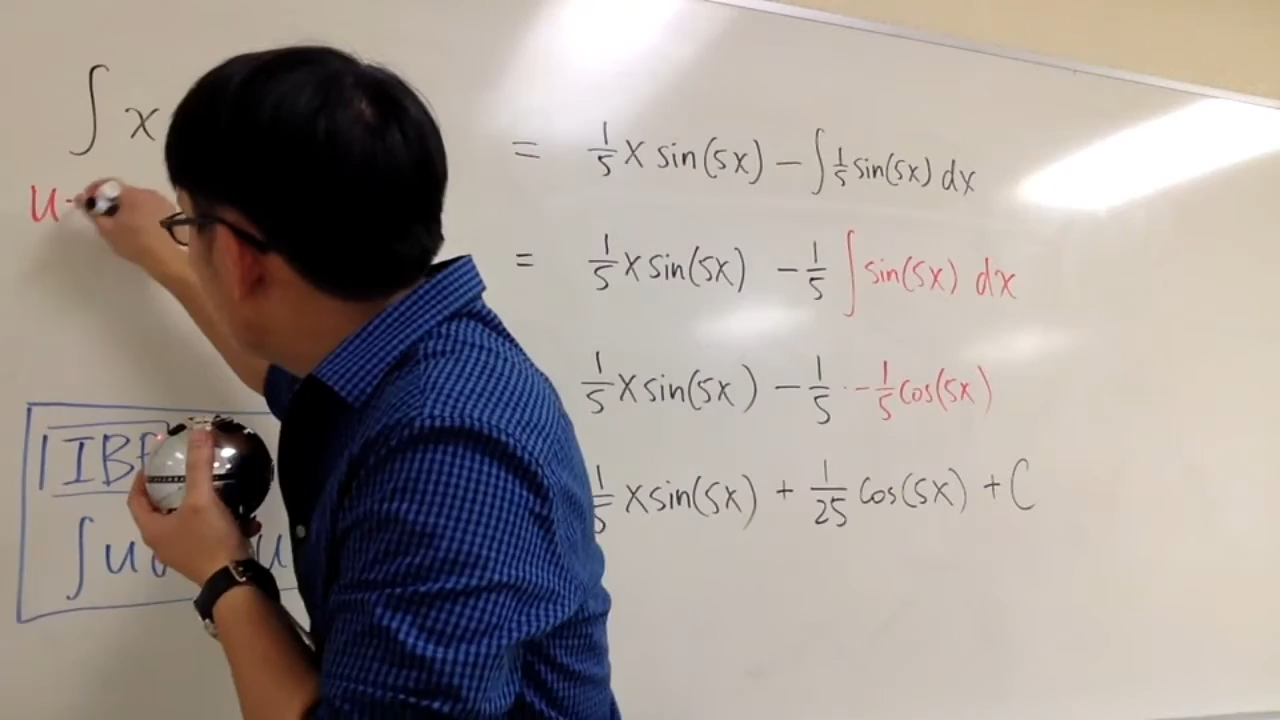 ∫ x
u
= 1/5 x sin(5x) − ∫ 1/5 sin(5x) dx
= 1/5 x sin(5x) − 1/5 ∫ sin(5x) dx
1/5 x sin(5x) − 1/5 · −1/5 cos(5x)
1/5 x sin(5x) + 1/25 cos(5x) + C
∫ u u